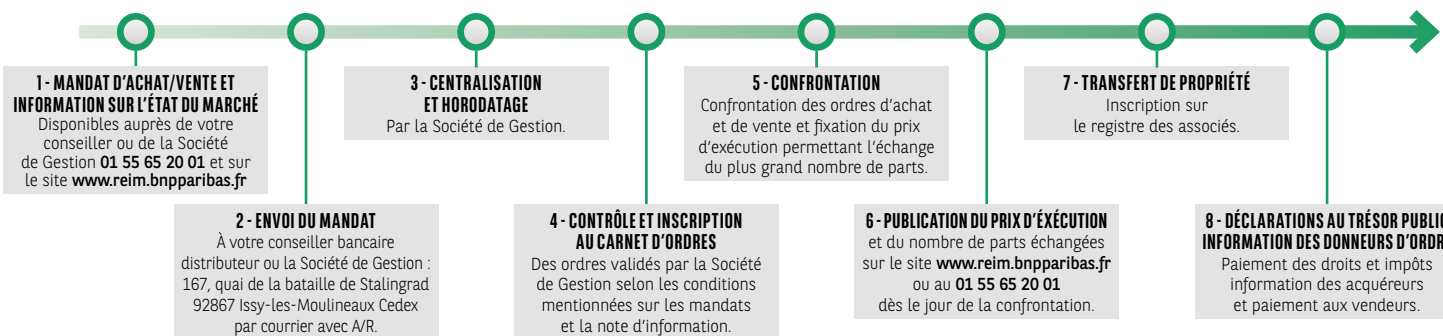 1 - MANDAT D'ACHAT/VENTE ET
INFORMATION SUR L'ÉTAT DU MARCHÉ
Disponibles auprès de votre
conseiller ou de la Société
de Gestion 01 55 65 20 01 et sur
le site www.reim.bnpparibas.fr
2 - ENVOI DU MANDAT
À votre conseiller bancaire
distributeur ou la Société de Gestion :
167, quai de la bataille de Stalingrad
92867 Issy-les-Moulineaux Cedex
par courrier avec A/R.
3 - CENTRALISATION
ET HORODATAGE
Par la Société de Gestion.
4 - CONTRÔLE ET INSCRIPTION
AU CARNET D'ORDRES
Des ordres validés par la Société
de Gestion selon les conditions
mentionnées sur les mandats
et la note d'information.
5 - CONFRONTATION
Confrontation des ordres d'achat
et de vente et fixation du prix
d'exécution permettant l'échange
du plus grand nombre de parts.
6 - PUBLICATION DU PRIX D'ÉXÉCUTION
et du nombre de parts échangées
sur le site www.reim.bnpparibas.fr
ou au 01 55 65 20 01
dès le jour de la confrontation.
7 - TRANSFERT DE PROPRIÉTÉ
Inscription sur
le registre des associés.
8 - DÉCLARATIONS AU TRÉSOR PUBLIC
INFORMATION DES DONNEURS D'ORDR
Paiement des droits et impôts
information des acquéreurs
et paiement aux vendeurs.